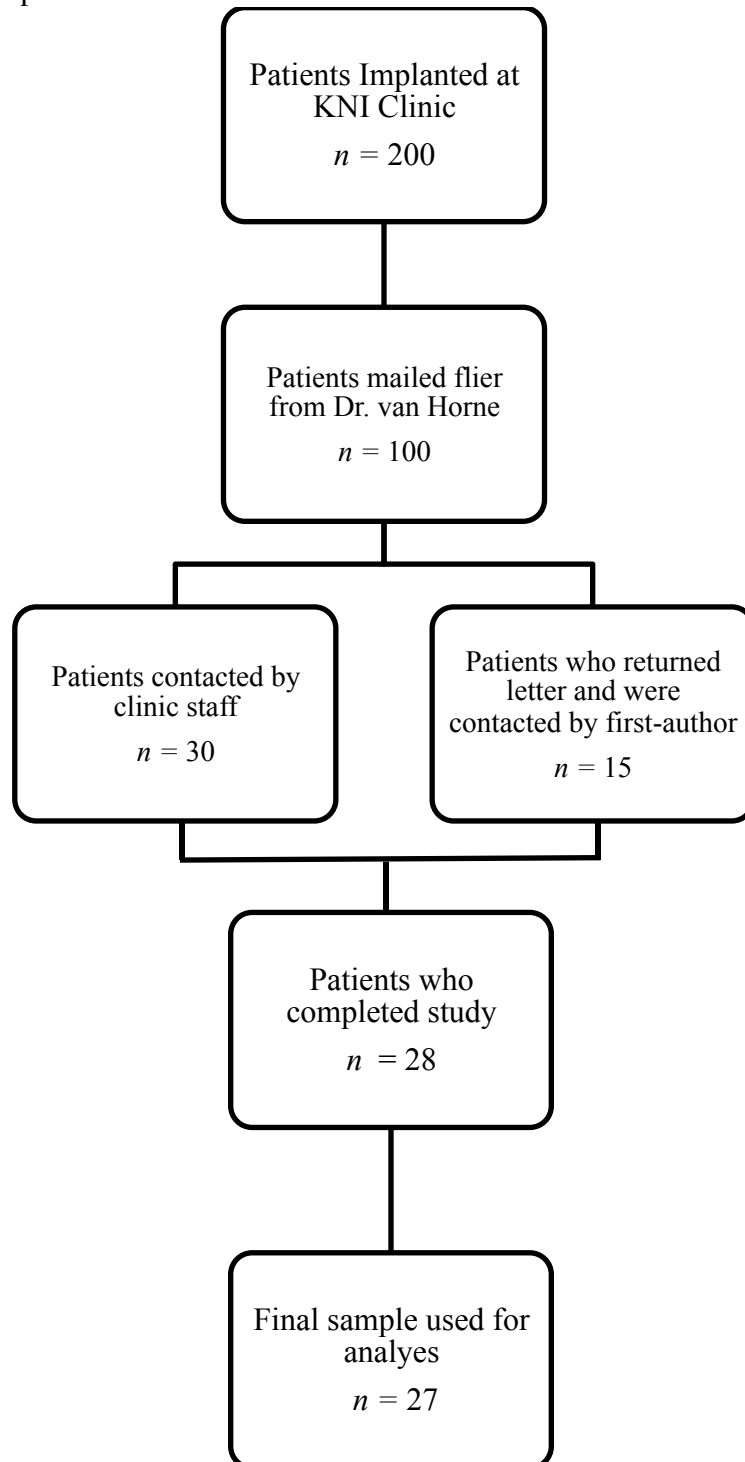 Patients Implanted at
KNI Clinic
n = 200
Patients mailed flier
from Dr. van Horne
n = 100
Patients contacted by
clinic staff
n = 30
Patients who returned
letter and were
contacted by first-author
n = 15
Patients who
completed study
n = 28
Final sample used for
analyes
n = 27